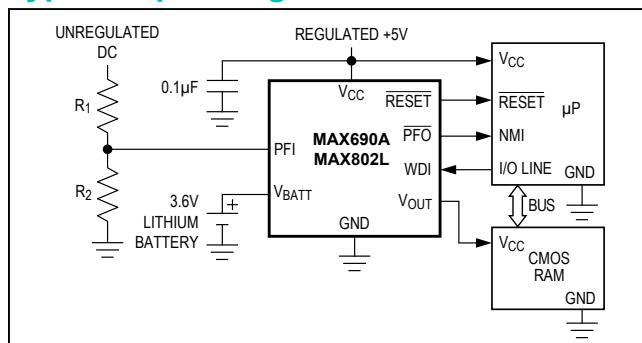 UNREGULATED
DC
REGULATED +5V
R1
0.1µF
VCC
VCC
RESET
RESET
µP
MAX690A
MAX802L
PFO
NMI
PFI
WDI
I/O LINE
R2
VBATT
GND
3.6V
LITHIUM
BATTERY
+
VOUT
BUS
GND
VCC
CMOS
RAM
GND